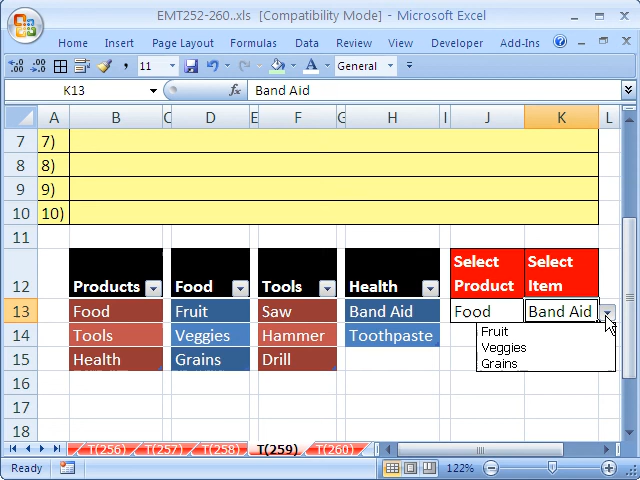 EMT252-260..xls [Compatibility Mode] - Microsoft Excel
Home Insert Page Layout Formulas Data Review View Developer Add-Ins
11 General
K13 fx Band Aid
A B C D E F G H I J K L
7 7)
8 8)
9 9)
10 10)
11
12 Products Food Tools Health Select Product Select Item
13 Food Fruit Saw Band Aid Food Band Aid
14 Tools Veggies Hammer Toothpaste
15 Health Grains Drill
Fruit
Veggies
Grains
16
17
18
T(256) T(257) T(258) T(259) T(260)
Ready 122%